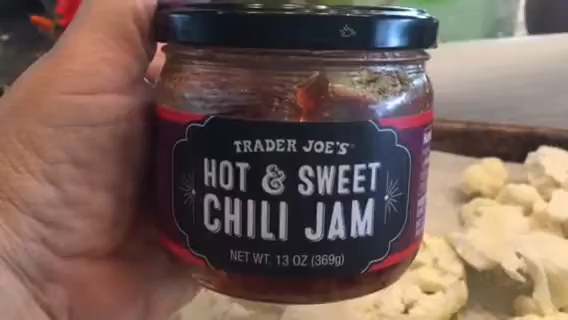 TRADER JOE'S
HOT & SWEET
CHILI JAM
NET WT. 13 OZ (369g)